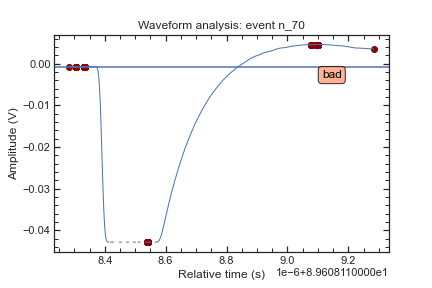 Waveform analysis: event n_70
Amplitude (V)
0.00
−0.01
−0.02
−0.03
−0.04
bad
8.4
8.6
8.8
9.0
9.2
Relative time (s)
1e−6+8.9608110000e1